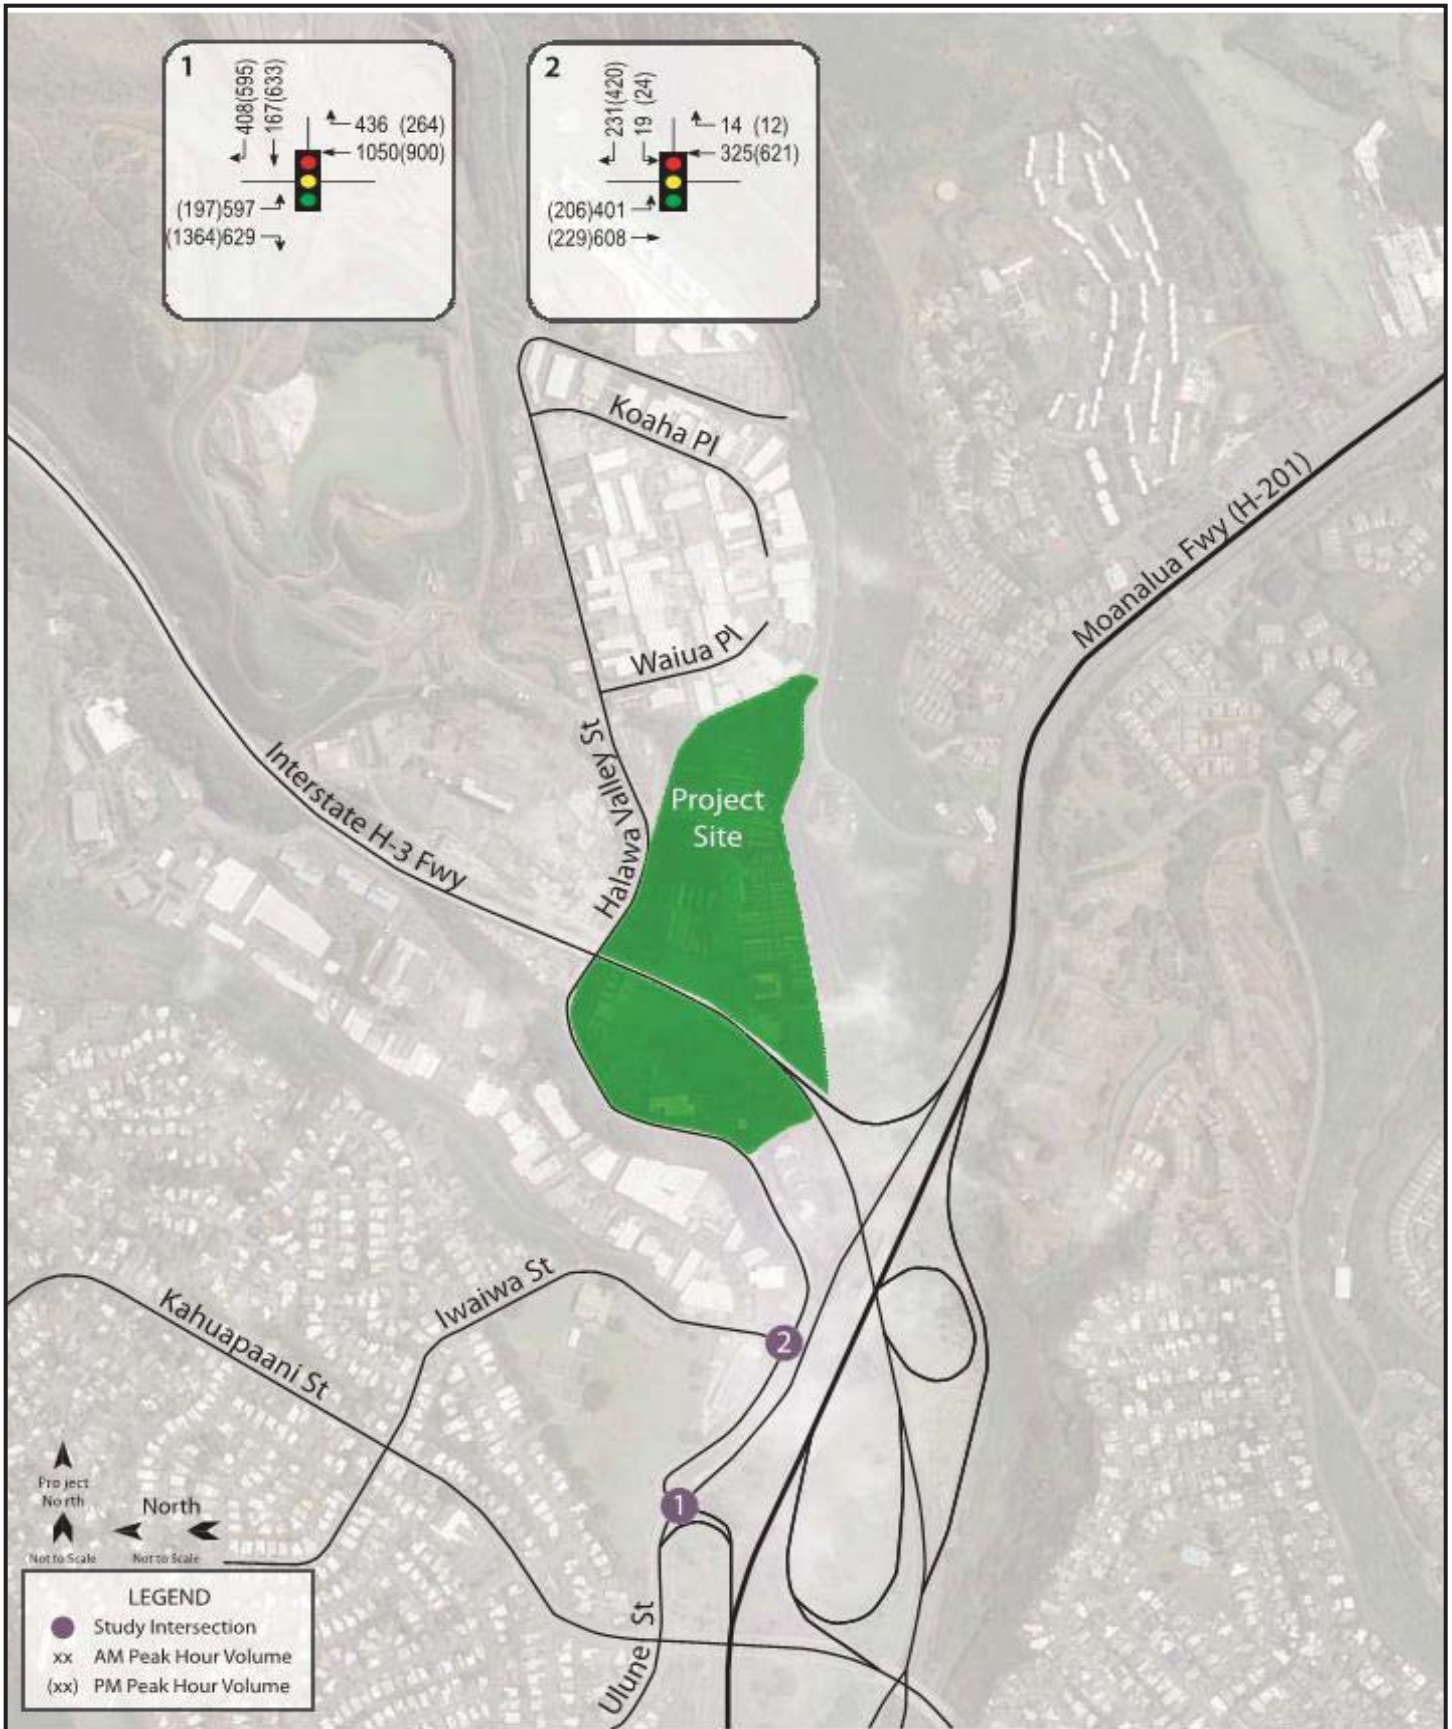 1
408(595)
167(633)
436 (264)
1050(900)
(197)597
(1364)629
2
231(420)
19 (24)
14 (12)
325(621)
(206)401
(229)608
Koaha Pl
Moanalua Fwy (H-201)
Waiua Pl
Halawa Valley St
Project
Site
Interstate H-3 Fwy
Iwaiwa St
Kahuapaani St
2
1
Ulune St
Project
North
North
Not to Scale
Not to Scale
LEGEND
Study Intersection
xx AM Peak Hour Volume
(xx) PM Peak Hour Volume